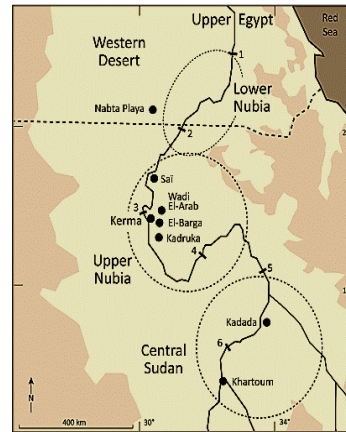 Upper Egypt
Red
Sea
Western
Desert
1
Lower
Nubia
Nabta Playa
2
Saï
Wadi
El-Arab
3
Kerma
El-Barga
Kadruka
4
Upper
Nubia
5
Kadada
6
Central
Sudan
Khartoum
N
400 km
30°
34°